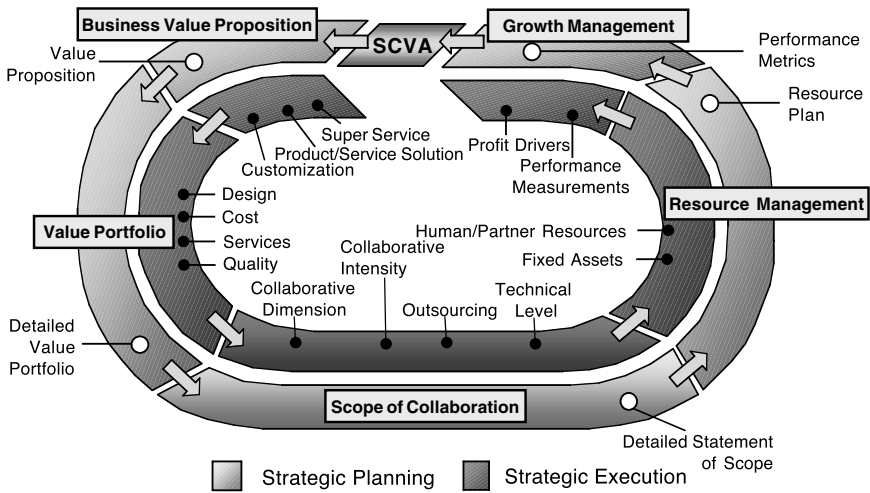 Business Value Proposition
SCVA
Growth Management
Value
Proposition
Performance
Metrics
Resource
Plan
Super Service
Product/Service Solution
Customization
Profit Drivers
Performance
Measurements
Design
Cost
Services
Quality
Value Portfolio
Resource Management
Human/Partner Resources
Fixed Assets
Collaborative
Intensity
Collaborative
Dimension
Outsourcing
Technical
Level
Detailed
Value
Portfolio
Scope of Collaboration
Detailed Statement
of Scope
Strategic Planning
Strategic Execution